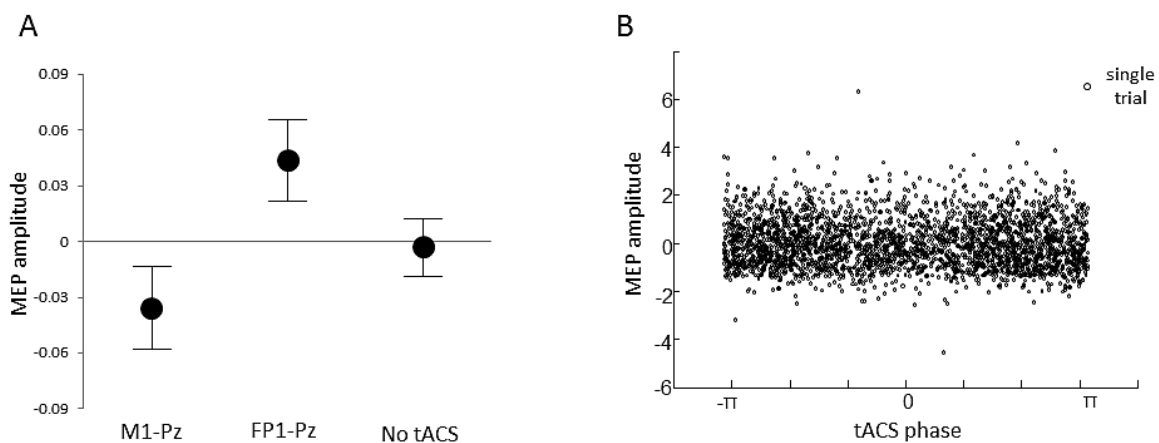 A
MEP amplitude
0.09
0.06
0.03
0
-0.03
-0.06
-0.09
M1-Pz
FP1-Pz
No tACS
B
MEP amplitude
6
4
2
0
-2
-4
-6
-π
0
π
tACS phase
single
trial